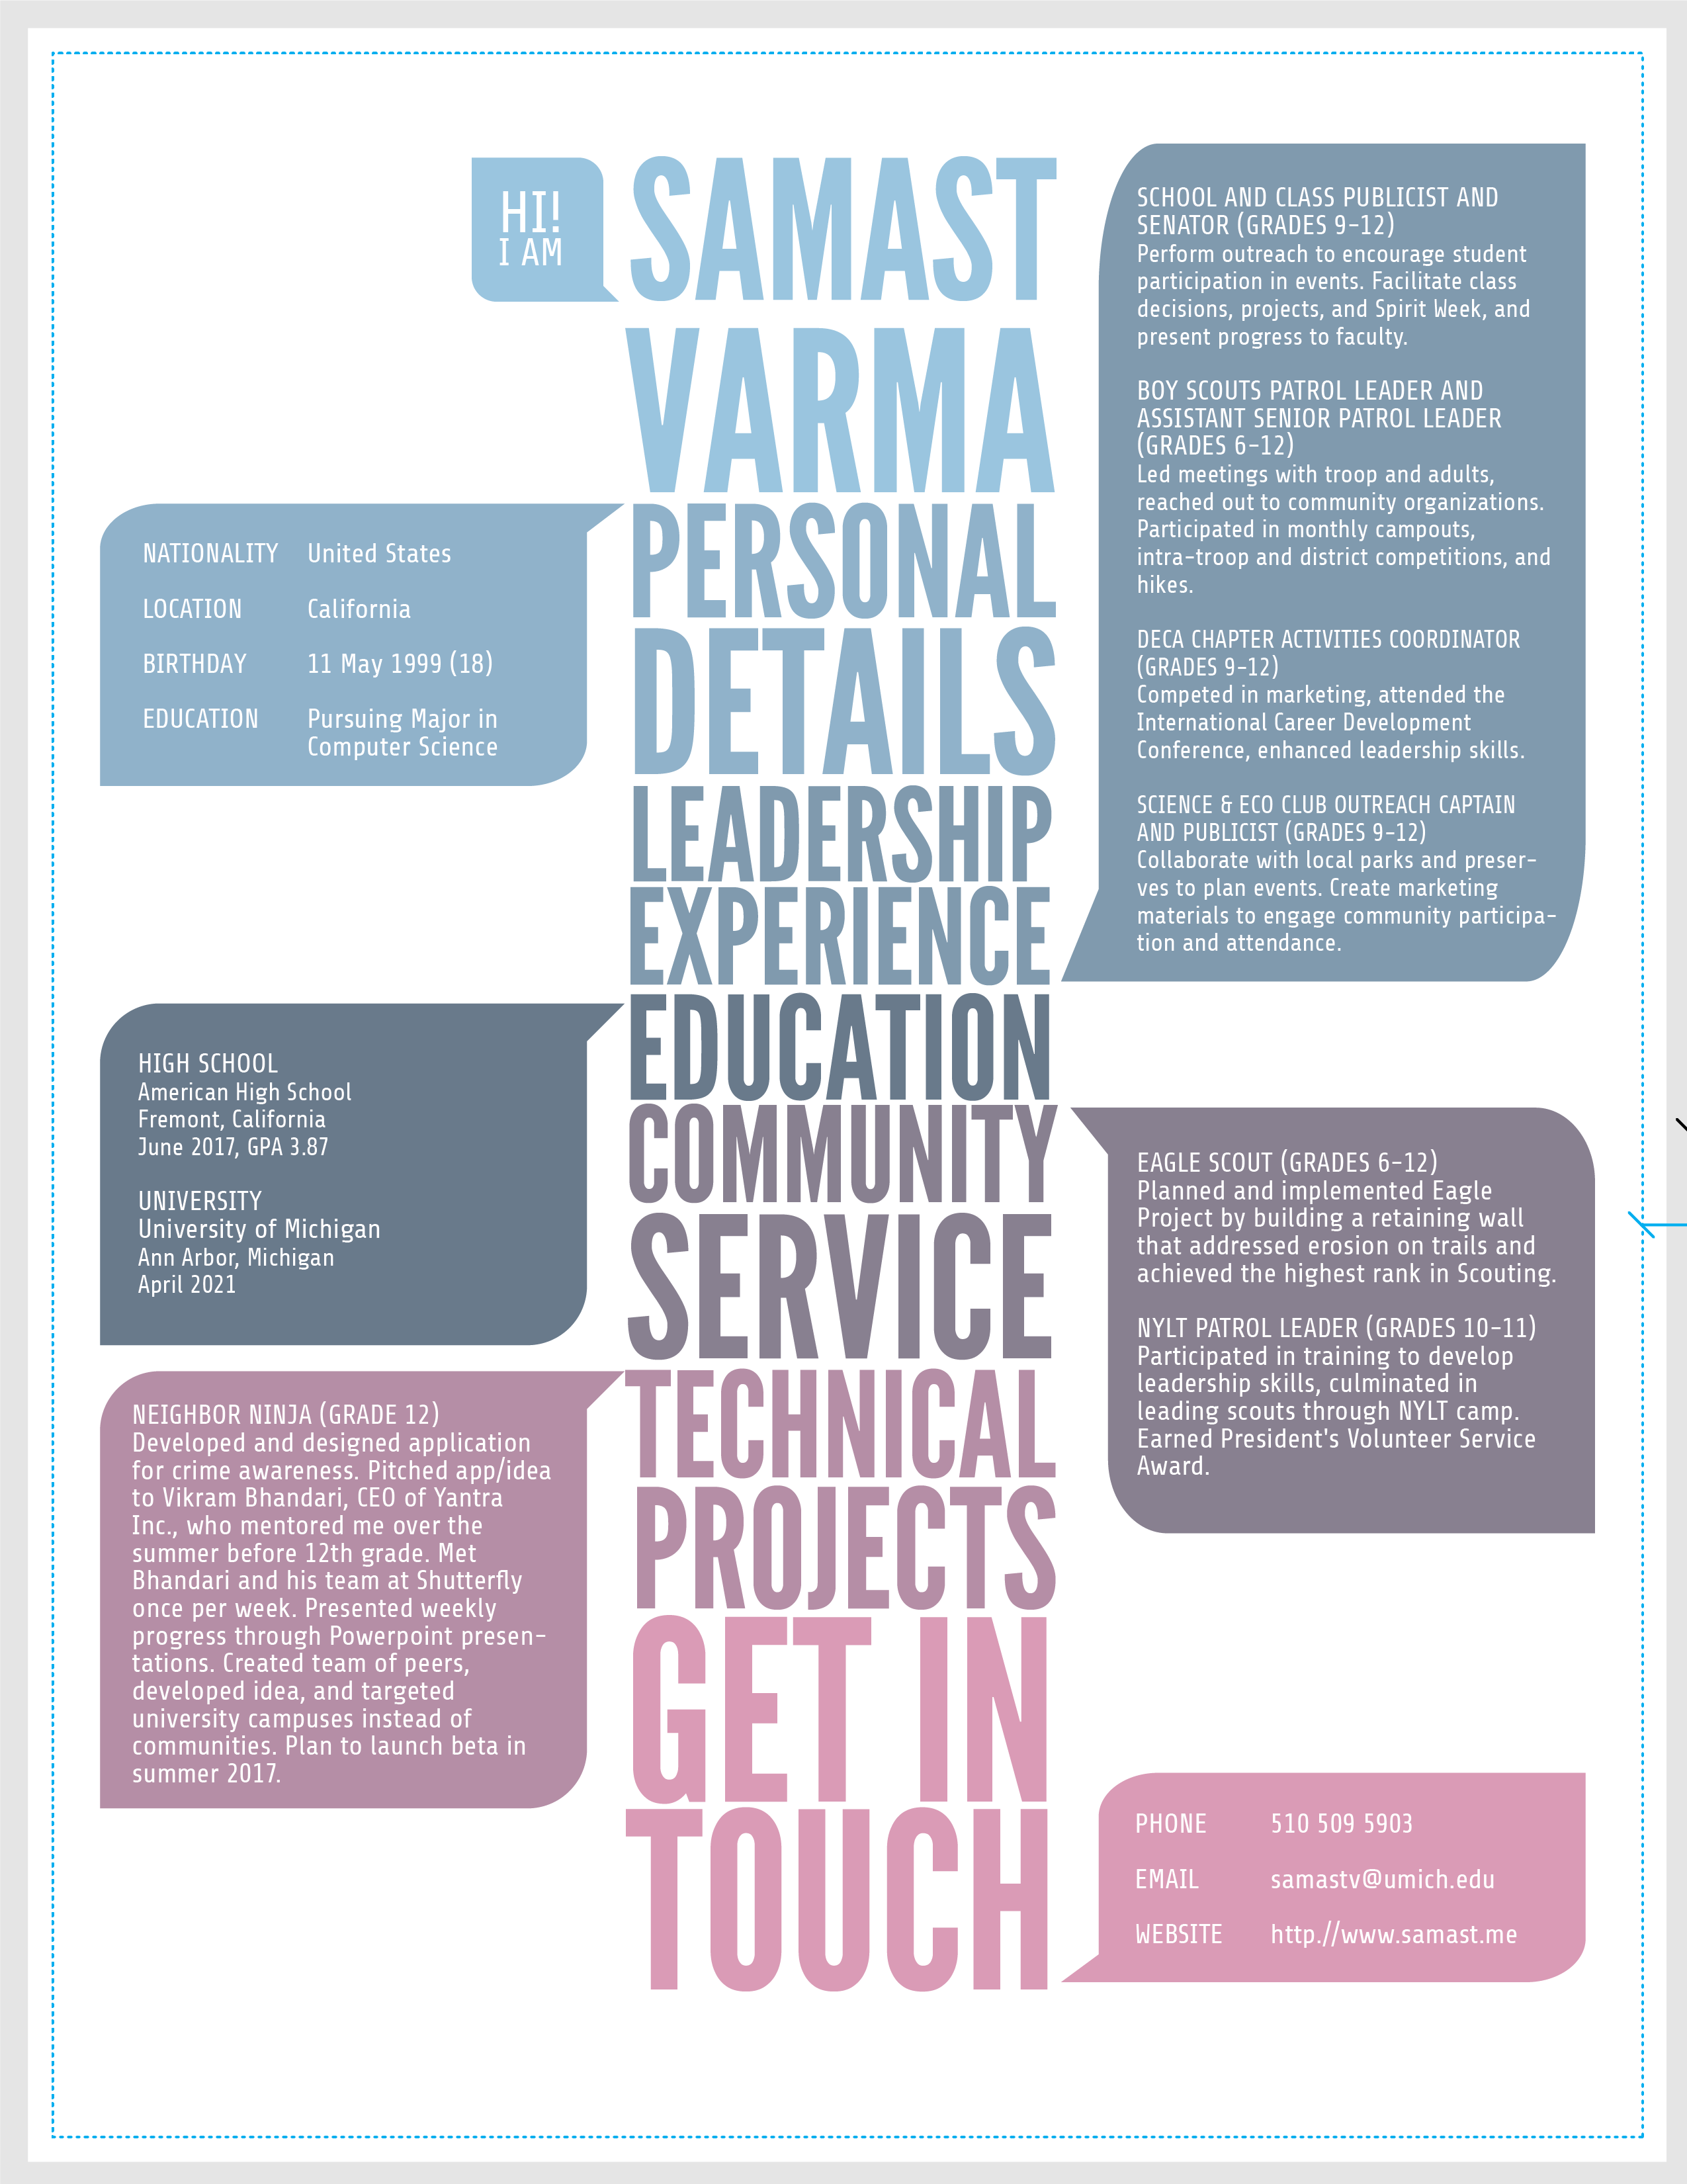 HI!
I AM
SAMAST
VARMA
PERSONAL
DETAILS
NATIONALITY United States
LOCATION California
BIRTHDAY 11 May 1999 (18)
EDUCATION Pursuing Major in
Computer Science
LEADERSHIP
EXPERIENCE
SCHOOL AND CLASS PUBLICIST AND
SENATOR (GRADES 9-12)
Perform outreach to encourage student
participation in events. Facilitate class
decisions, projects, and Spirit Week, and
present progress to faculty.
BOY SCOUTS PATROL LEADER AND
ASSISTANT SENIOR PATROL LEADER
(GRADES 6-12)
Led meetings with troop and adults,
reached out to community organizations.
Participated in monthly campouts,
intra-troop and district competitions, and
hikes.
DECA CHAPTER ACTIVITIES COORDINATOR
(GRADES 9-12)
Competed in marketing, attended the
International Career Development
Conference, enhanced leadership skills.
SCIENCE & ECO CLUB OUTREACH CAPTAIN
AND PUBLICIST (GRADES 9-12)
Collaborate with local parks and preser-
ves to plan events. Create marketing
materials to engage community participa-
tion and attendance.
EDUCATION
HIGH SCHOOL
American High School
Fremont, California
June 2017, GPA 3.87
UNIVERSITY
University of Michigan
Ann Arbor, Michigan
April 2021
COMMUNITY
SERVICE
EAGLE SCOUT (GRADES 6-12)
Planned and implemented Eagle
Project by building a retaining wall
that addressed erosion on trails and
achieved the highest rank in Scouting.
NYLT PATROL LEADER (GRADES 10-11)
Participated in training to develop
leadership skills, culminated in
leading scouts through NYLT camp.
Earned President's Volunteer Service
Award.
TECHNICAL
PROJECTS
NEIGHBOR NINJA (GRADE 12)
Developed and designed application
for crime awareness. Pitched app/idea
to Vikram Bhandari, CEO of Yantra
Inc., who mentored me over the
summer before 12th grade. Met
Bhandari and his team at Shutterfly
once per week. Presented weekly
progress through Powerpoint presen-
tations. Created team of peers,
developed idea, and targeted
university campuses instead of
communities. Plan to launch beta in
summer 2017.
GET IN
TOUCH
PHONE 510 509 5903
EMAIL samastv@umich.edu
WEBSITE http.//www.samast.me